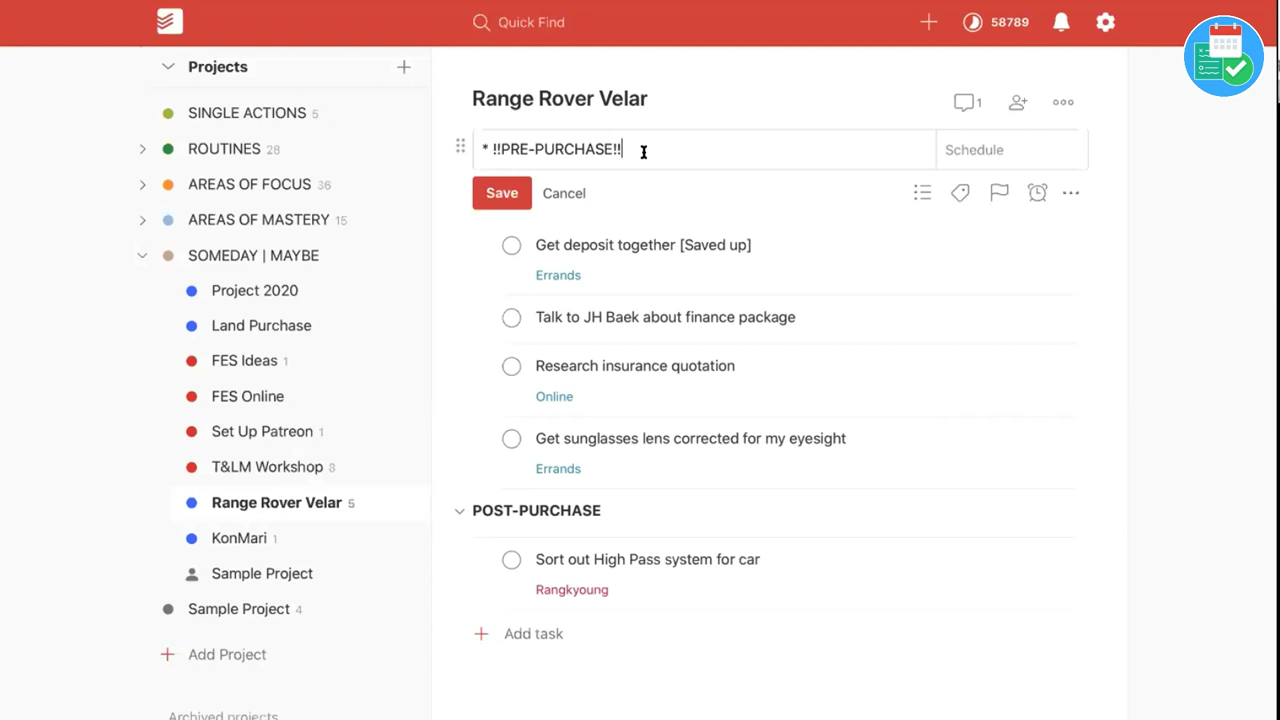 Quick Find
58789
Projects
SINGLE ACTIONS 5
ROUTINES 28
AREAS OF FOCUS 36
AREAS OF MASTERY 15
SOMEDAY | MAYBE
Project 2020
Land Purchase
FES Ideas 1
FES Online
Set Up Patreon 1
T&LM Workshop 8
Range Rover Velar 5
KonMari 1
Sample Project
Sample Project 4
Add Project
Archived projects
Range Rover Velar
1
* !!PRE-PURCHASE!!
Schedule
Save
Cancel
Get deposit together [Saved up]
Errands
Talk to JH Baek about finance package
Research insurance quotation
Online
Get sunglasses lens corrected for my eyesight
Errands
POST-PURCHASE
Sort out High Pass system for car
Rangkyoung
Add task